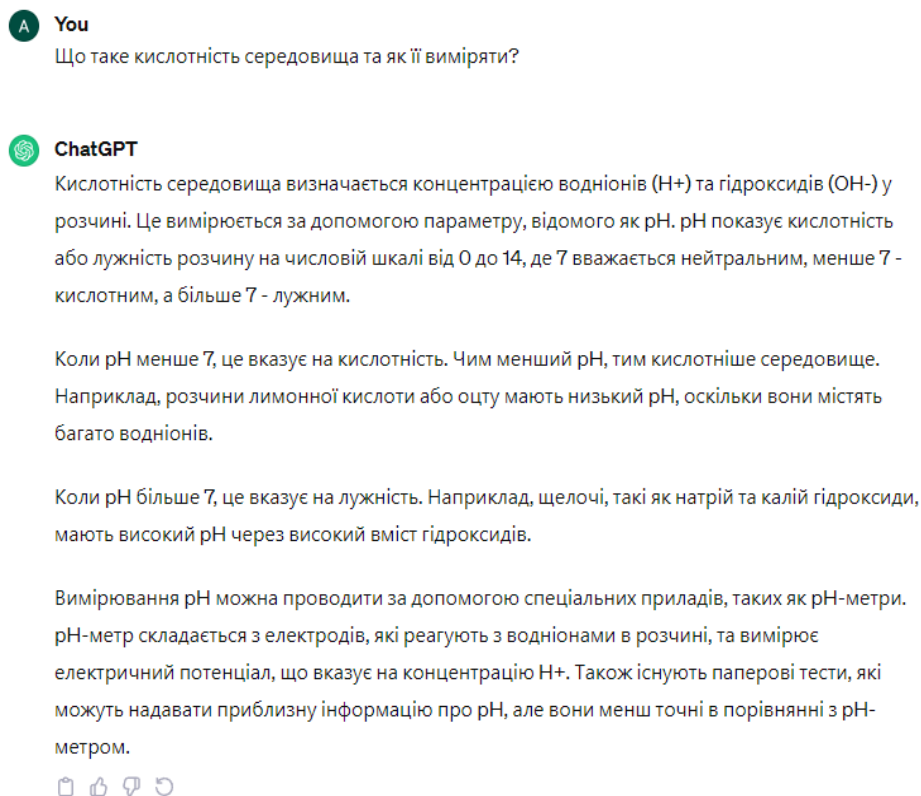 A
You
Що таке кислотність середовища та як її виміряти?
ChatGPT
Кислотність середовища визначається концентрацією водніонів (H+) та гідроксидів (OH-) у
розчині. Це вимірюється за допомогою параметру, відомого як pH. pH показує кислотність
або лужність розчину на числовій шкалі від 0 до 14, де 7 вважається нейтральним, менше 7 -
кислотним, а більше 7 - лужним.
Коли pH менше 7, це вказує на кислотність. Чим менший pH, тим кислотніше середовище.
Наприклад, розчини лимонної кислоти або оцту мають низький pH, оскільки вони містять
багато водніонів.
Коли pH більше 7, це вказує на лужність. Наприклад, щелочі, такі як натрій та калій гідроксиди,
мають високий pH через високий вміст гідроксидів.
Вимірювання pH можна проводити за допомогою спеціальних приладів, таких як pH-метри.
pH-метр складається з електродів, які реагують з водніонами в розчині, та вимірює
електричний потенціал, що вказує на концентрацію H+. Також існують паперові тести, які
можуть надавати приблизну інформацію про pH, але вони менш точні в порівнянні з pH-
метром.